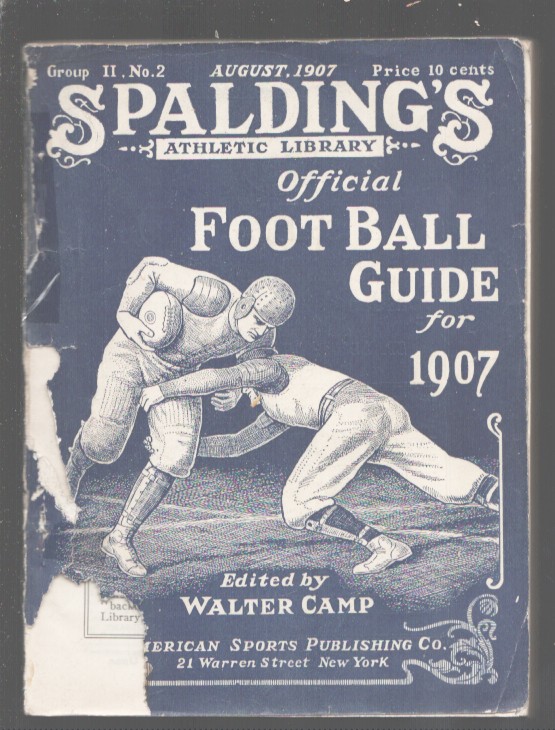 Group II. No. 2 AUGUST, 1907 Price 10 cents
SPALDING'S
ATHLETIC LIBRARY
Official
FOOT BALL
GUIDE
for
1907
Edited by
WALTER CAMP
back
Library
MERICAN SPORTS PUBLISHING CO.
21 Warren Street New York